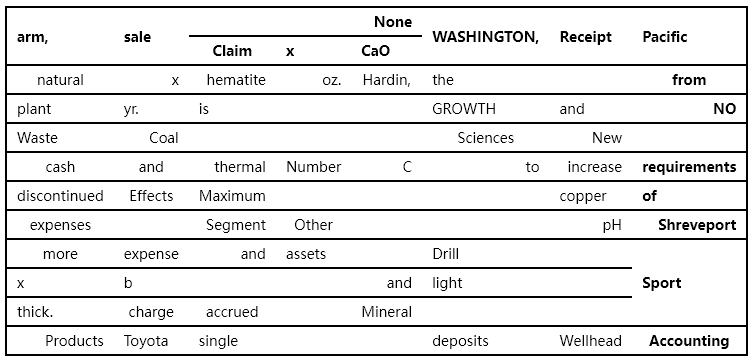 None
arm, sale WASHINGTON, Receipt Pacific
Claim x CaO
natural x hematite oz. Hardin, the from
plant yr. is GROWTH and NO
Waste Coal Sciences New
cash and thermal Number C to increase requirements
discontinued Effects Maximum copper of
expenses Segment Other pH Shreveport
more expense and assets Drill
x b and light Sport
thick. charge accrued Mineral
Products Toyota single deposits Wellhead Accounting